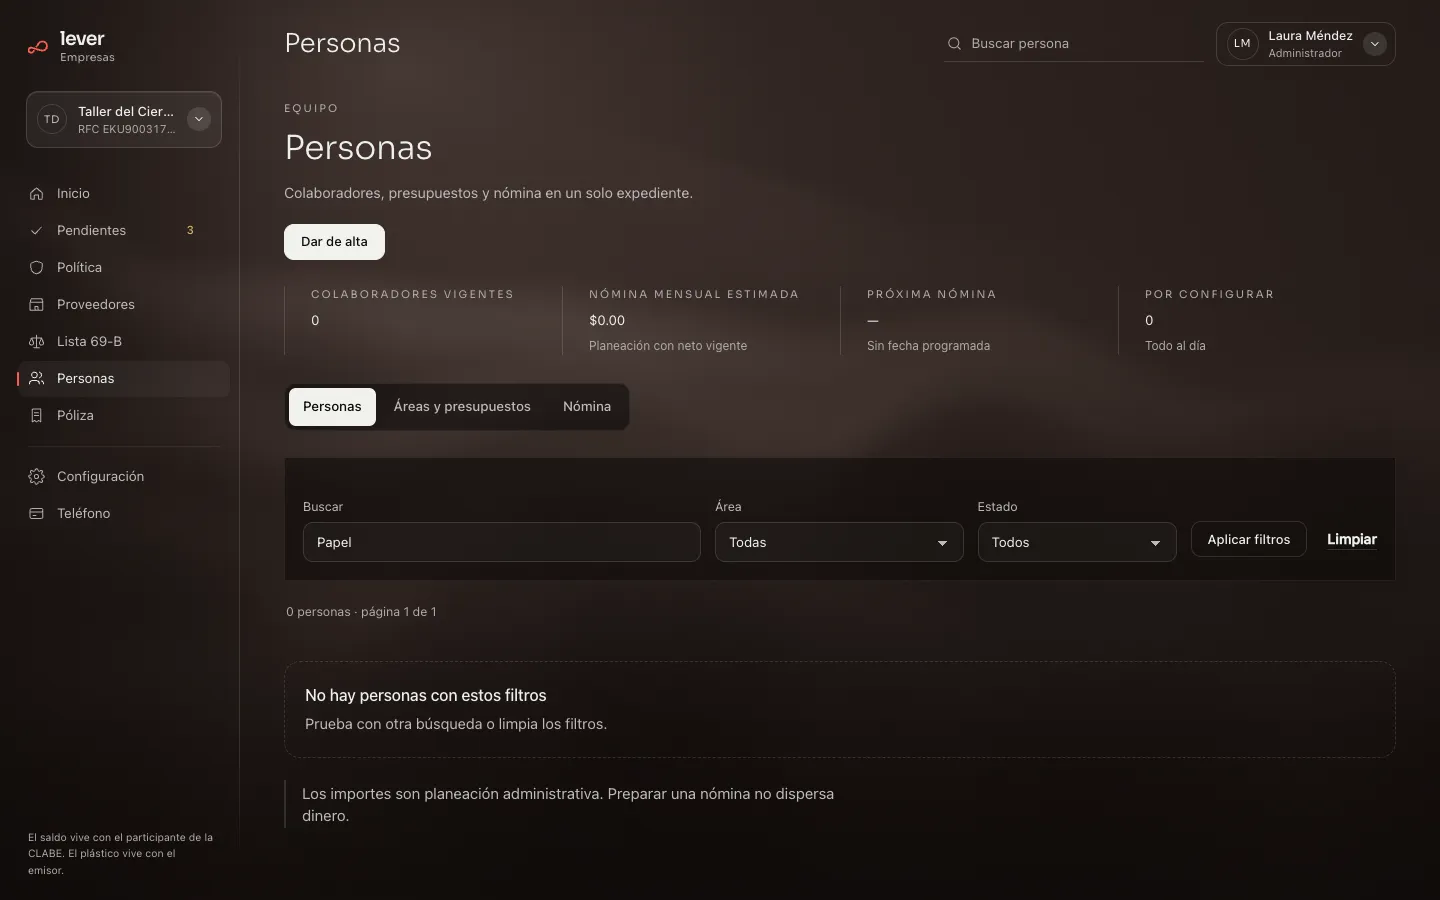 lever
Empresas
TD
Taller del Cier...
RFC EKU900317...
Inicio
Pendientes
3
Política
Proveedores
Lista 69-B
Personas
Póliza
Configuración
Teléfono
El saldo vive con el participante de la
CLABE. El plástico vive con el
emisor.
Personas
Buscar persona
LM
Laura Méndez
Administrador
EQUIPO
Personas
Colaboradores, presupuestos y nómina en un solo expediente.
Dar de alta
COLABORADORES VIGENTES
0
NÓMINA MENSUAL ESTIMADA
$0.00
Planeación con neto vigente
PRÓXIMA NÓMINA
—
Sin fecha programada
POR CONFIGURAR
0
Todo al día
Personas
Áreas y presupuestos
Nómina
Buscar
Papel
Área
Todas
Estado
Todos
Aplicar filtros
Limpiar
0 personas · página 1 de 1
No hay personas con estos filtros
Prueba con otra búsqueda o limpia los filtros.
Los importes son planeación administrativa. Preparar una nómina no dispersa
dinero.